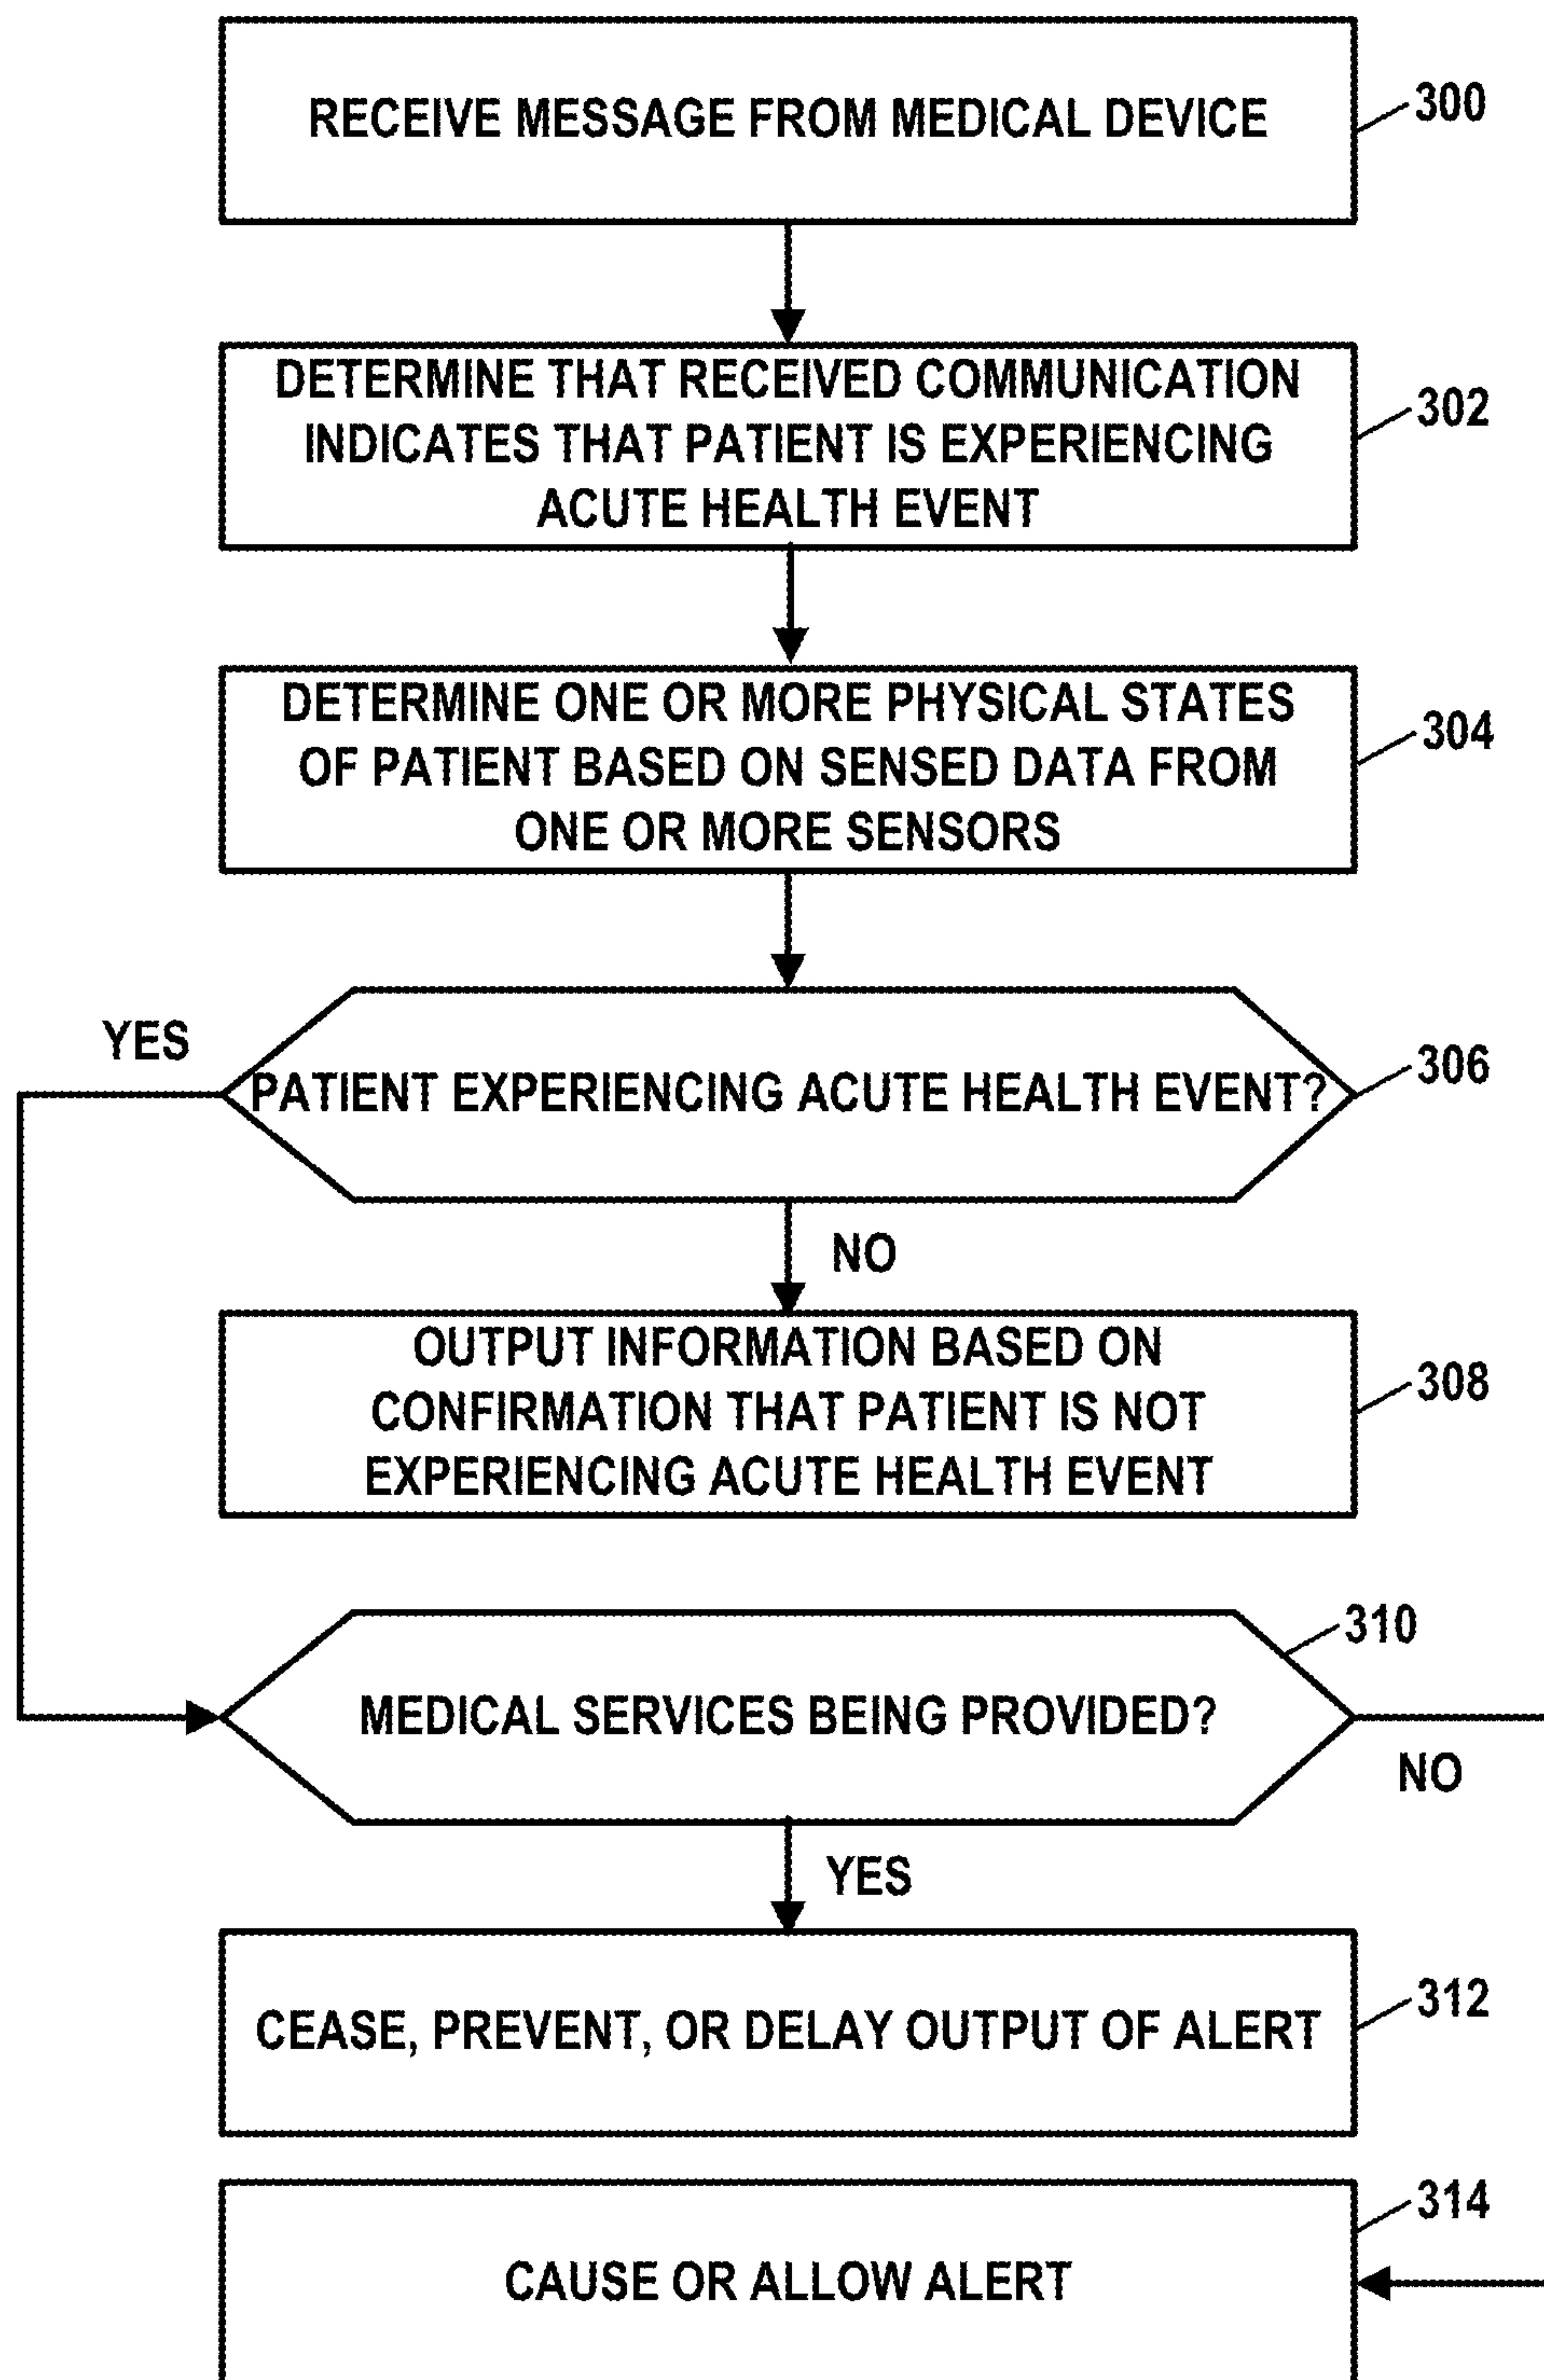 RECEIVE MESSAGE FROM MEDICAL DEVICE
300
DETERMINE THAT RECEIVED COMMUNICATION
INDICATES THAT PATIENT IS EXPERIENCING
ACUTE HEALTH EVENT
302
DETERMINE ONE OR MORE PHYSICAL STATES
OF PATIENT BASED ON SENSED DATA FROM
ONE OR MORE SENSORS
304
YES
PATIENT EXPERIENCING ACUTE HEALTH EVENT?
306
NO
OUTPUT INFORMATION BASED ON
CONFIRMATION THAT PATIENT IS NOT
EXPERIENCING ACUTE HEALTH EVENT
308
310
MEDICAL SERVICES BEING PROVIDED?
NO
YES
CEASE, PREVENT, OR DELAY OUTPUT OF ALERT
312
314
CAUSE OR ALLOW ALERT